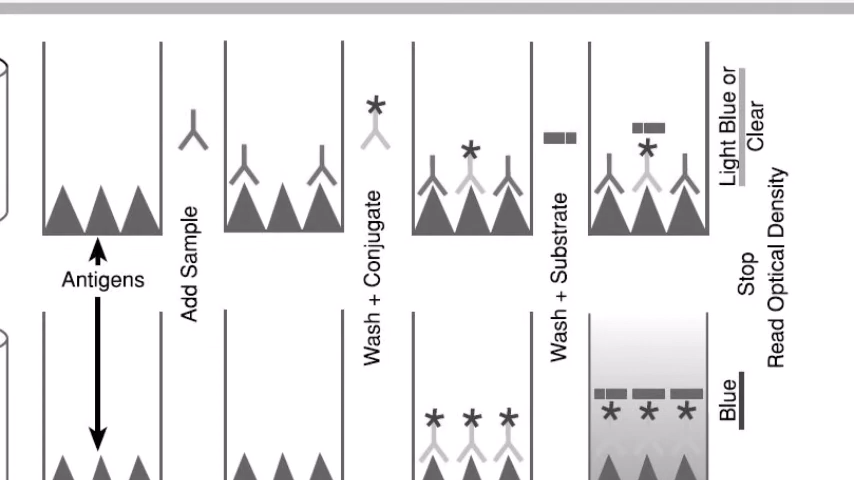 Antigens
Add Sample
Wash + Conjugate
Wash + Substrate
Light Blue or
Clear
Stop
Read Optical Density
Blue